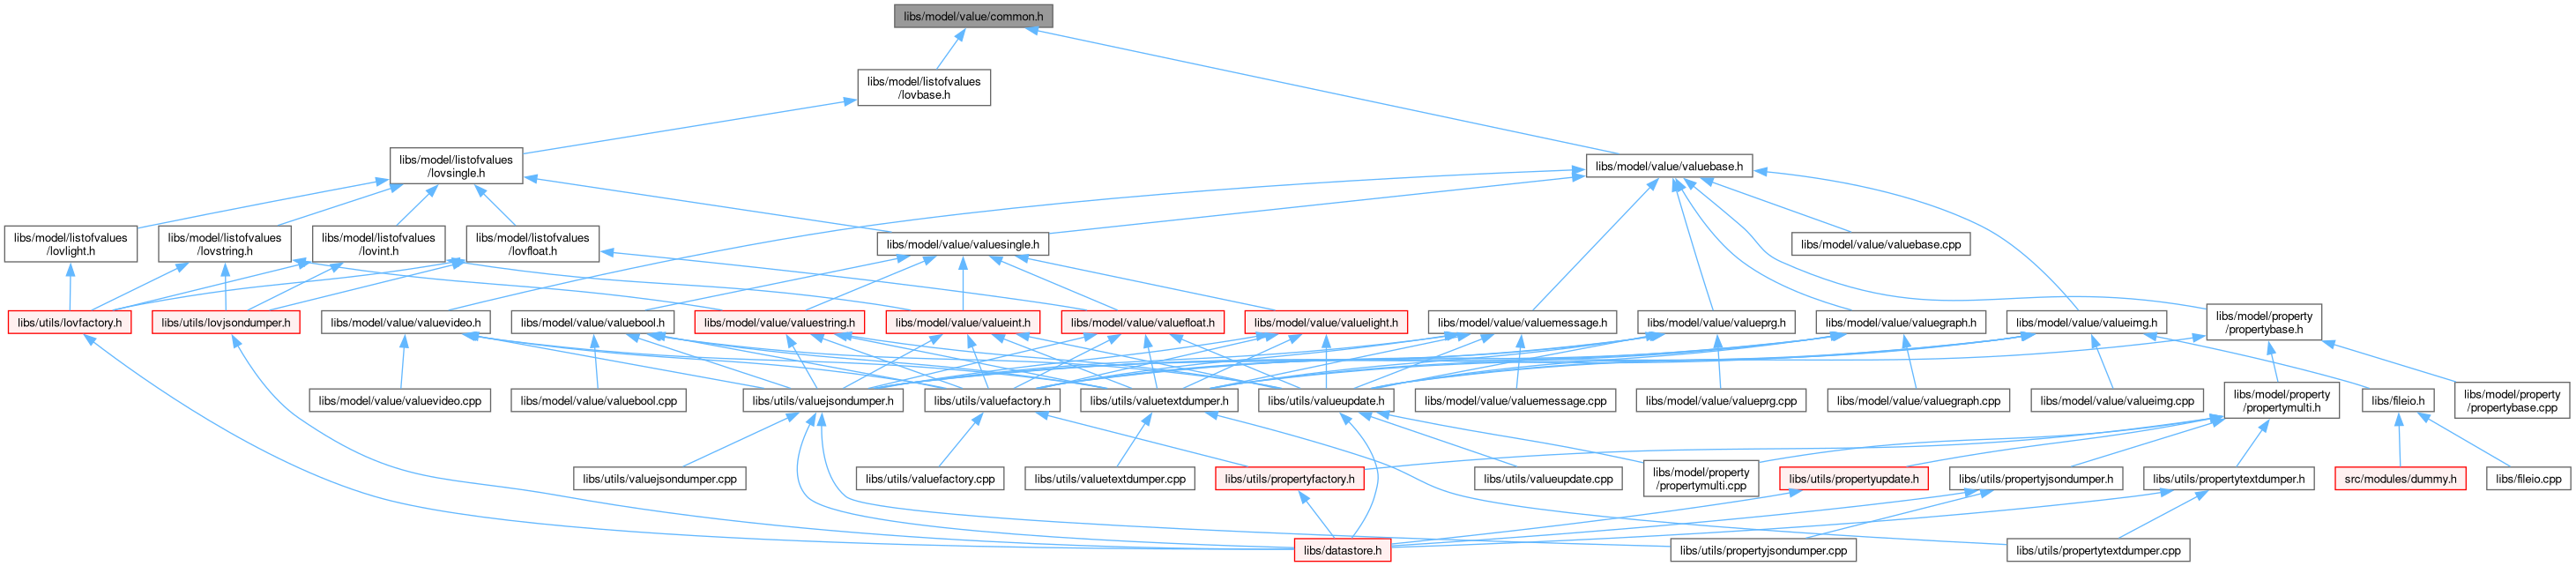 libs/model/value/common.h
libs/model/listofvalues
/lovbase.h
libs/model/listofvalues
/lovsingle.h
libs/model/value/valuebase.h
libs/model/listofvalues
/lovlight.h
libs/model/listofvalues
/lovstring.h
libs/model/listofvalues
/lovint.h
libs/model/listofvalues
/lovfloat.h
libs/model/value/valuesingle.h
libs/model/value/valuebase.cpp
libs/utils/lovfactory.h
libs/utils/lovjsondumper.h
libs/model/value/valuevideo.h
libs/model/value/valuebool.h
libs/model/value/valuestring.h
libs/model/value/valueint.h
libs/model/value/valuefloat.h
libs/model/value/valuelight.h
libs/model/value/valuemessage.h
libs/model/value/valueprg.h
libs/model/value/valuegraph.h
libs/model/value/valueimg.h
libs/model/property
/propertybase.h
libs/model/value/valuevideo.cpp
libs/model/value/valuebool.cpp
libs/utils/valuejsondumper.h
libs/utils/valuefactory.h
libs/utils/valuetextdumper.h
libs/utils/valueupdate.h
libs/model/value/valuemessage.cpp
libs/model/value/valueprg.cpp
libs/model/value/valuegraph.cpp
libs/model/value/valueimg.cpp
libs/model/property
/propertymulti.h
libs/fileio.h
libs/model/property
/propertybase.cpp
libs/utils/valuejsondumper.cpp
libs/utils/valuefactory.cpp
libs/utils/valuetextdumper.cpp
libs/utils/propertyfactory.h
libs/utils/valueupdate.cpp
libs/model/property
/propertymulti.cpp
libs/utils/propertyupdate.h
libs/utils/propertyjsondumper.h
libs/utils/propertytextdumper.h
src/modules/dummy.h
libs/fileio.cpp
libs/datastore.h
libs/utils/propertyjsondumper.cpp
libs/utils/propertytextdumper.cpp